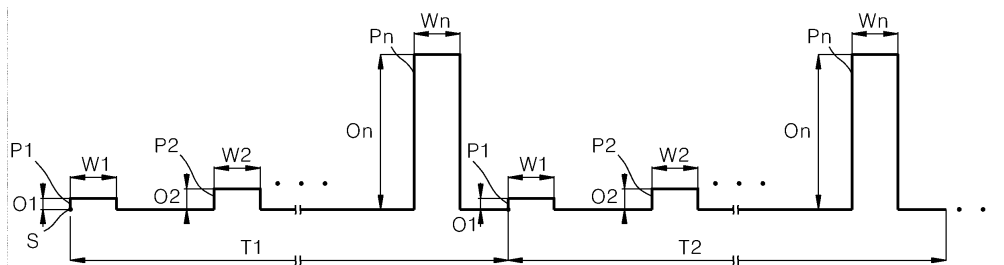 Wn Wn
Pn Pn
On On
P1 W1 P2 W2 P1 W1 P2 W2
O1 O2 O1 O2
S
T1 T2